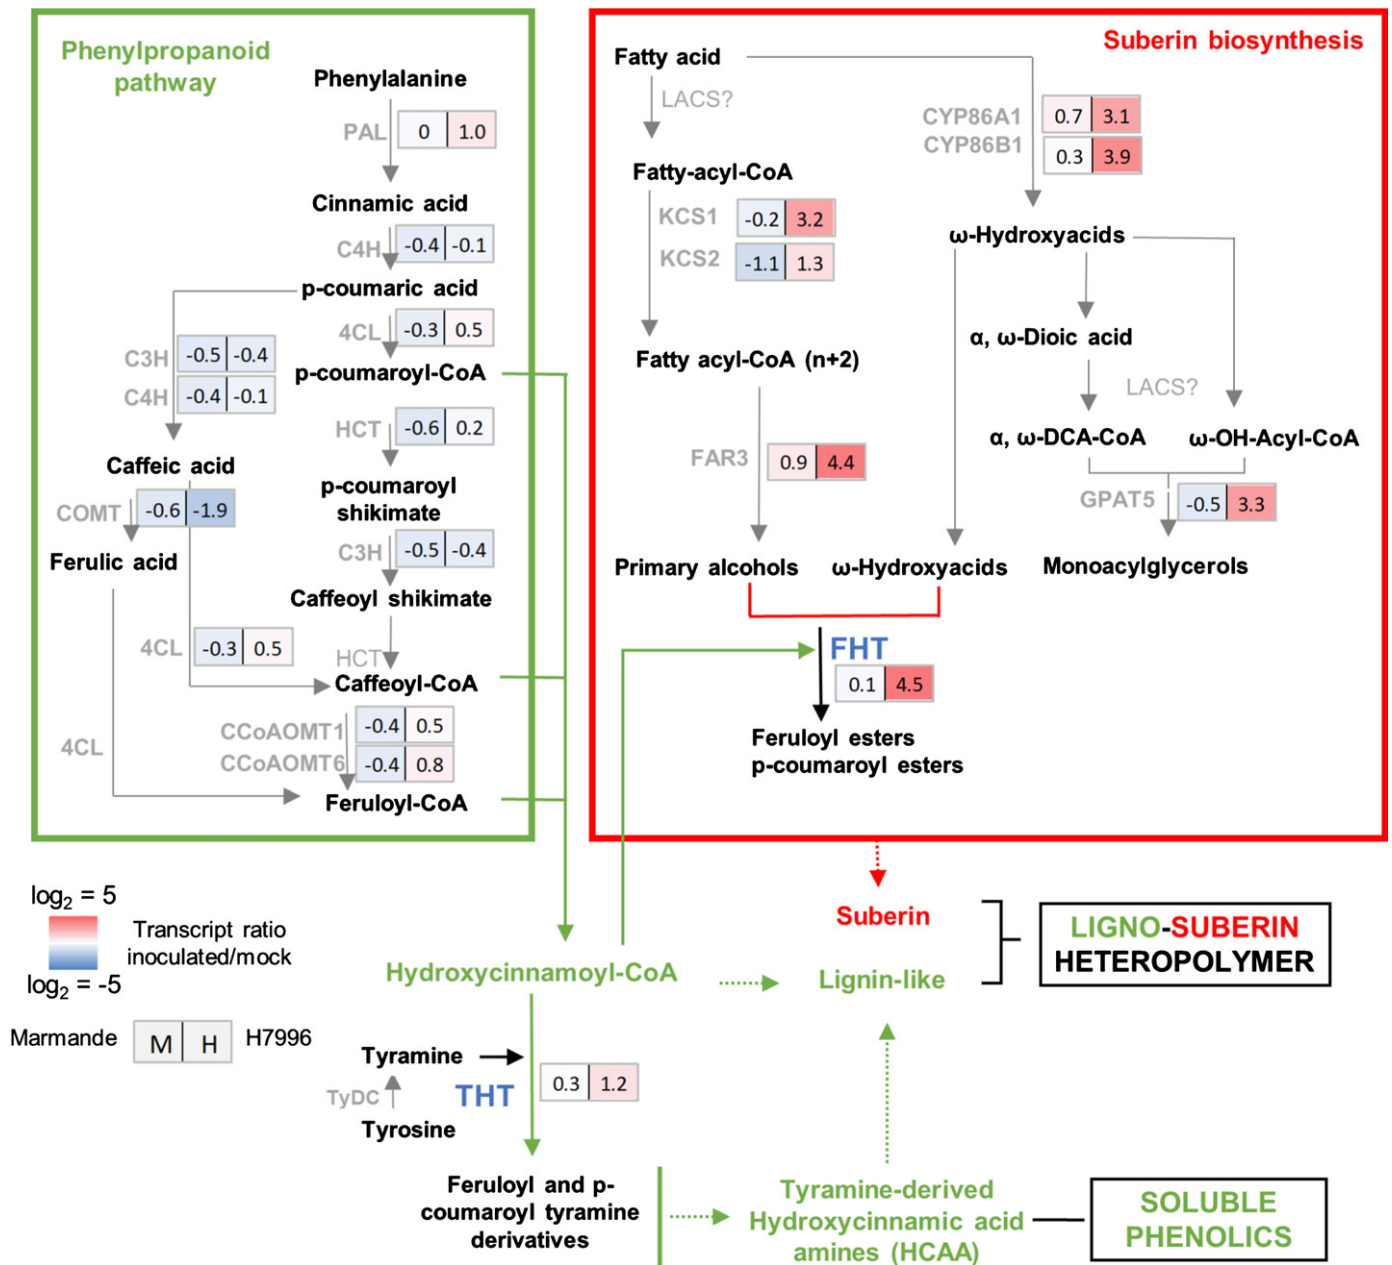 Phenylpropanoid
pathway
Phenylalanine
PAL
0 1.0
Cinnamic acid
C4H
-0.4 -0.1
p-coumaric acid
4CL
-0.3 0.5
C3H
-0.5 -0.4
C4H
-0.4 -0.1
p-coumaroyl-CoA
HCT
-0.6 0.2
Caffeic acid
p-coumaroyl
shikimate
COMT
-0.6 -1.9
C3H
-0.5 -0.4
Ferulic acid
Caffeoyl shikimate
4CL
-0.3 0.5
HCT
Caffeoyl-CoA
CCoAOMT1
-0.4 0.5
4CL
CCoAOMT6
-0.4 0.8
Feruloyl-CoA
Suberin biosynthesis
Fatty acid
LACS?
CYP86A1
0.7 3.1
CYP86B1
0.3 3.9
Fatty-acyl-CoA
KCS1
-0.2 3.2
KCS2
-1.1 1.3
ω-Hydroxyacids
α, ω-Dioic acid
Fatty acyl-CoA (n+2)
LACS?
α, ω-DCA-CoA
ω-OH-Acyl-CoA
FAR3
0.9 4.4
GPAT5
-0.5 3.3
Primary alcohols
ω-Hydroxyacids
Monoacylglycerols
FHT
0.1 4.5
Feruloyl esters
p-coumaroyl esters
log2 = 5
Transcript ratio
inoculated/mock
log2 = -5
Marmande
M H
H7996
Suberin
LIGNO-SUBERIN
HETEROPOLYMER
Hydroxycinnamoyl-CoA
Lignin-like
Tyramine
THT
0.3 1.2
TyDC
Tyrosine
Feruloyl and p-
coumaroyl tyramine
derivatives
Tyramine-derived
Hydroxycinnamic acid
amines (HCAA)
SOLUBLE
PHENOLICS